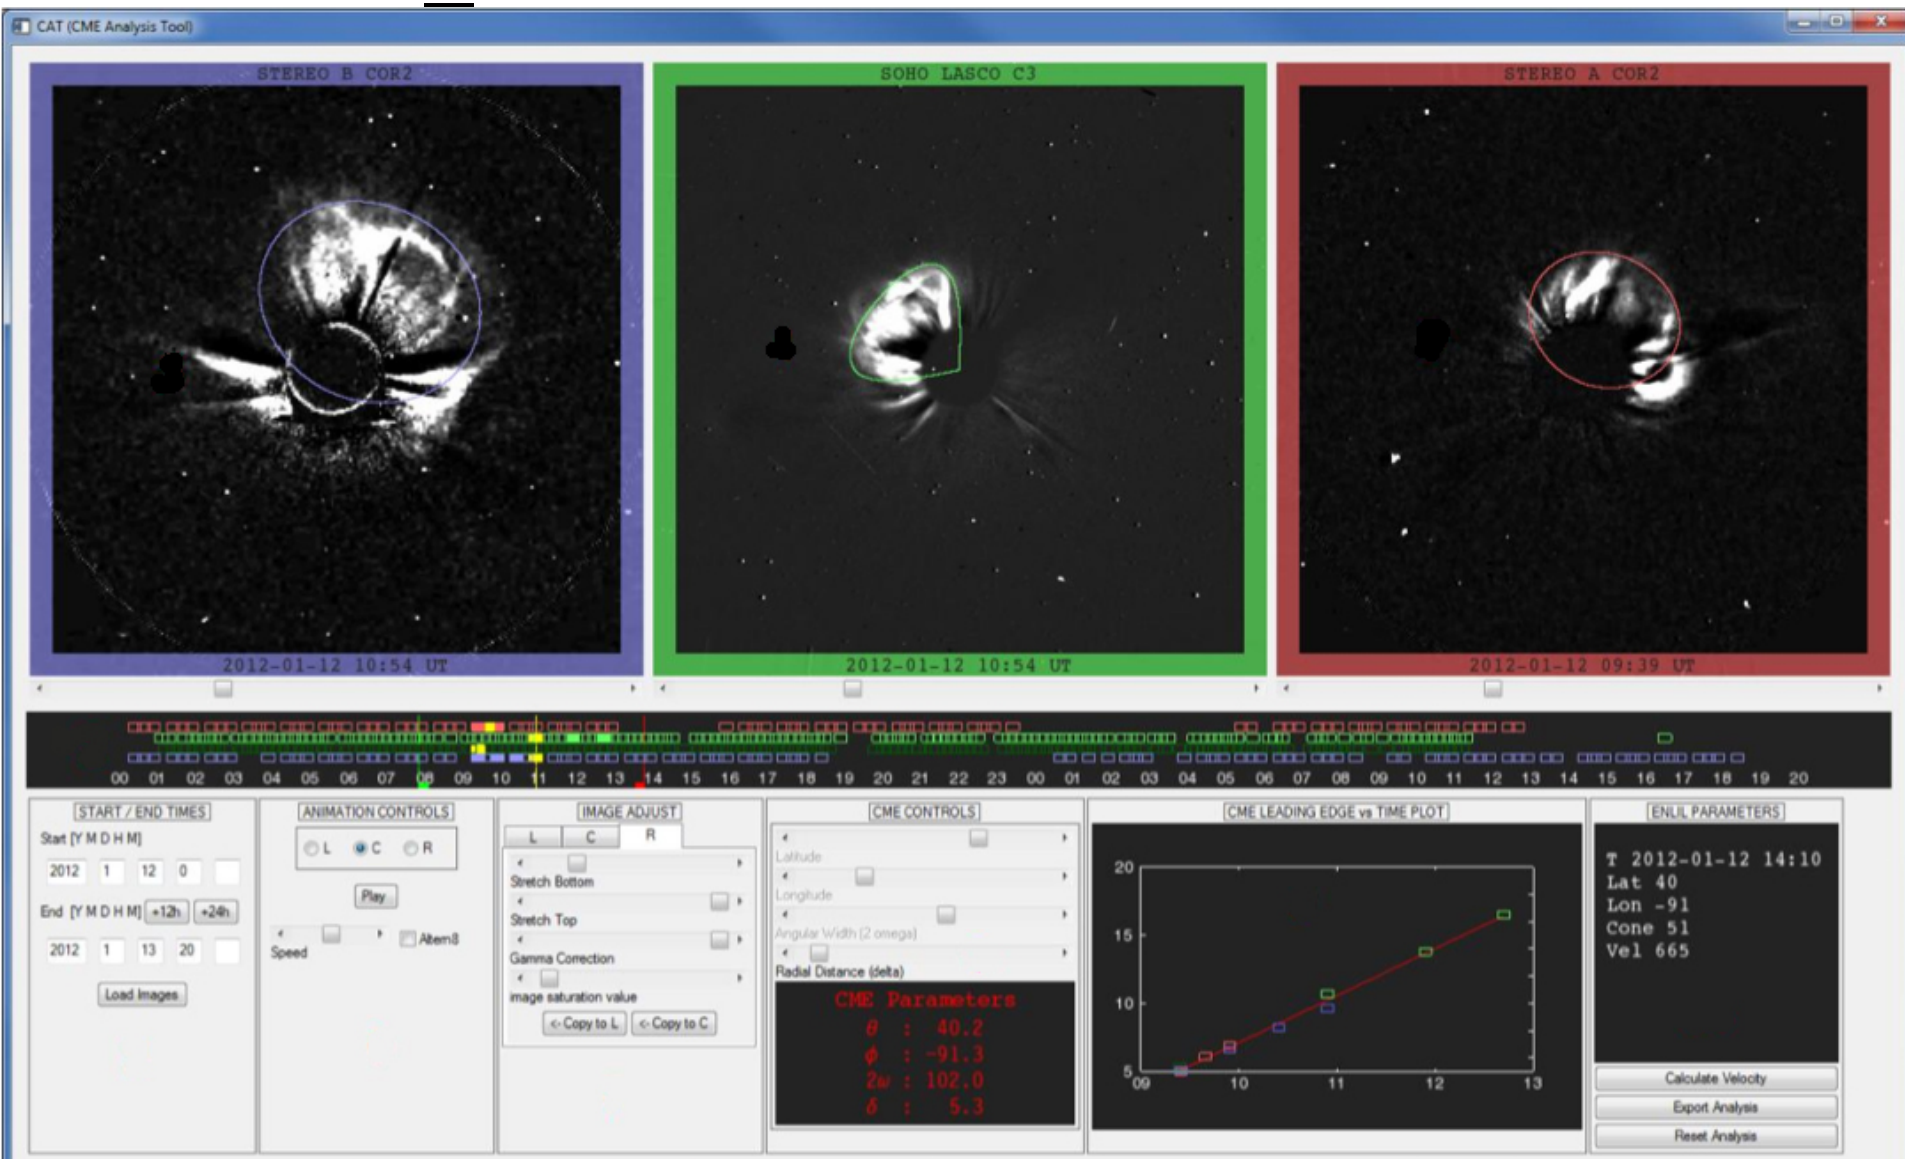 CAT (CME Analysis Tool)
STEREO B COR2
SOHO LASCO C3
STEREO A COR2
2012-01-12 10:54 UT
2012-01-12 10:54 UT
2012-01-12 09:39 UT
00 01 02 03 04 05 06 07 08 09 10 11 12 13 14 15 16 17 18 19 20 21 22 23 00 01 02 03 04 05 06 07 08 09 10 11 12 13 14 15 16 17 18 19 20
START / END TIMES
Start [Y M D H M]
2012 1 12 0
End [Y M D H M] +12h +24h
2012 1 13 20
Load Images
ANIMATION CONTROLS
L C R
Play
Speed
Altern8
IMAGE ADJUST
L C R
Stretch Bottom
Stretch Top
Gamma Correction
image saturation value
<- Copy to L <- Copy to C
CME CONTROLS
Latitude
Longitude
Angular Width (2 omega)
Radial Distance (delta)
CME Parameters
θ : 40.2
ϕ : -91.3
2ω : 102.0
δ : 5.3
CME LEADING EDGE vs TIME PLOT
20
15
10
5
09 10 11 12 13
ENLIL PARAMETERS
T 2012-01-12 14:10
Lat 40
Lon -91
Cone 51
Vel 665
Calculate Velocity
Export Analysis
Reset Analysis